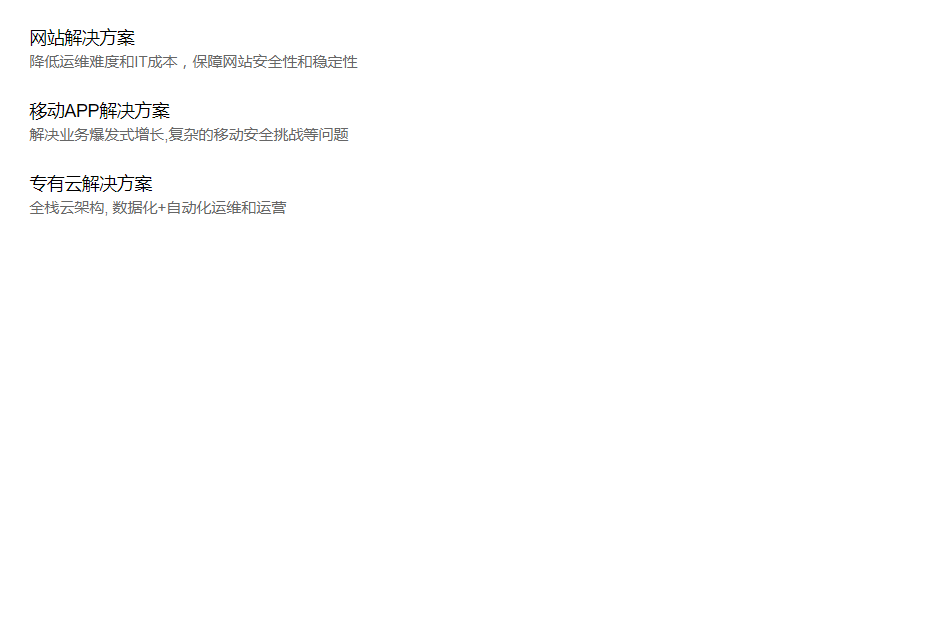 网站解决方案
降低运维难度和IT成本，保障网站安全性和稳定性
移动APP解决方案
解决业务爆发式增长,复杂的移动安全挑战等问题
专有云解决方案
全栈云架构, 数据化+自动化运维和运营